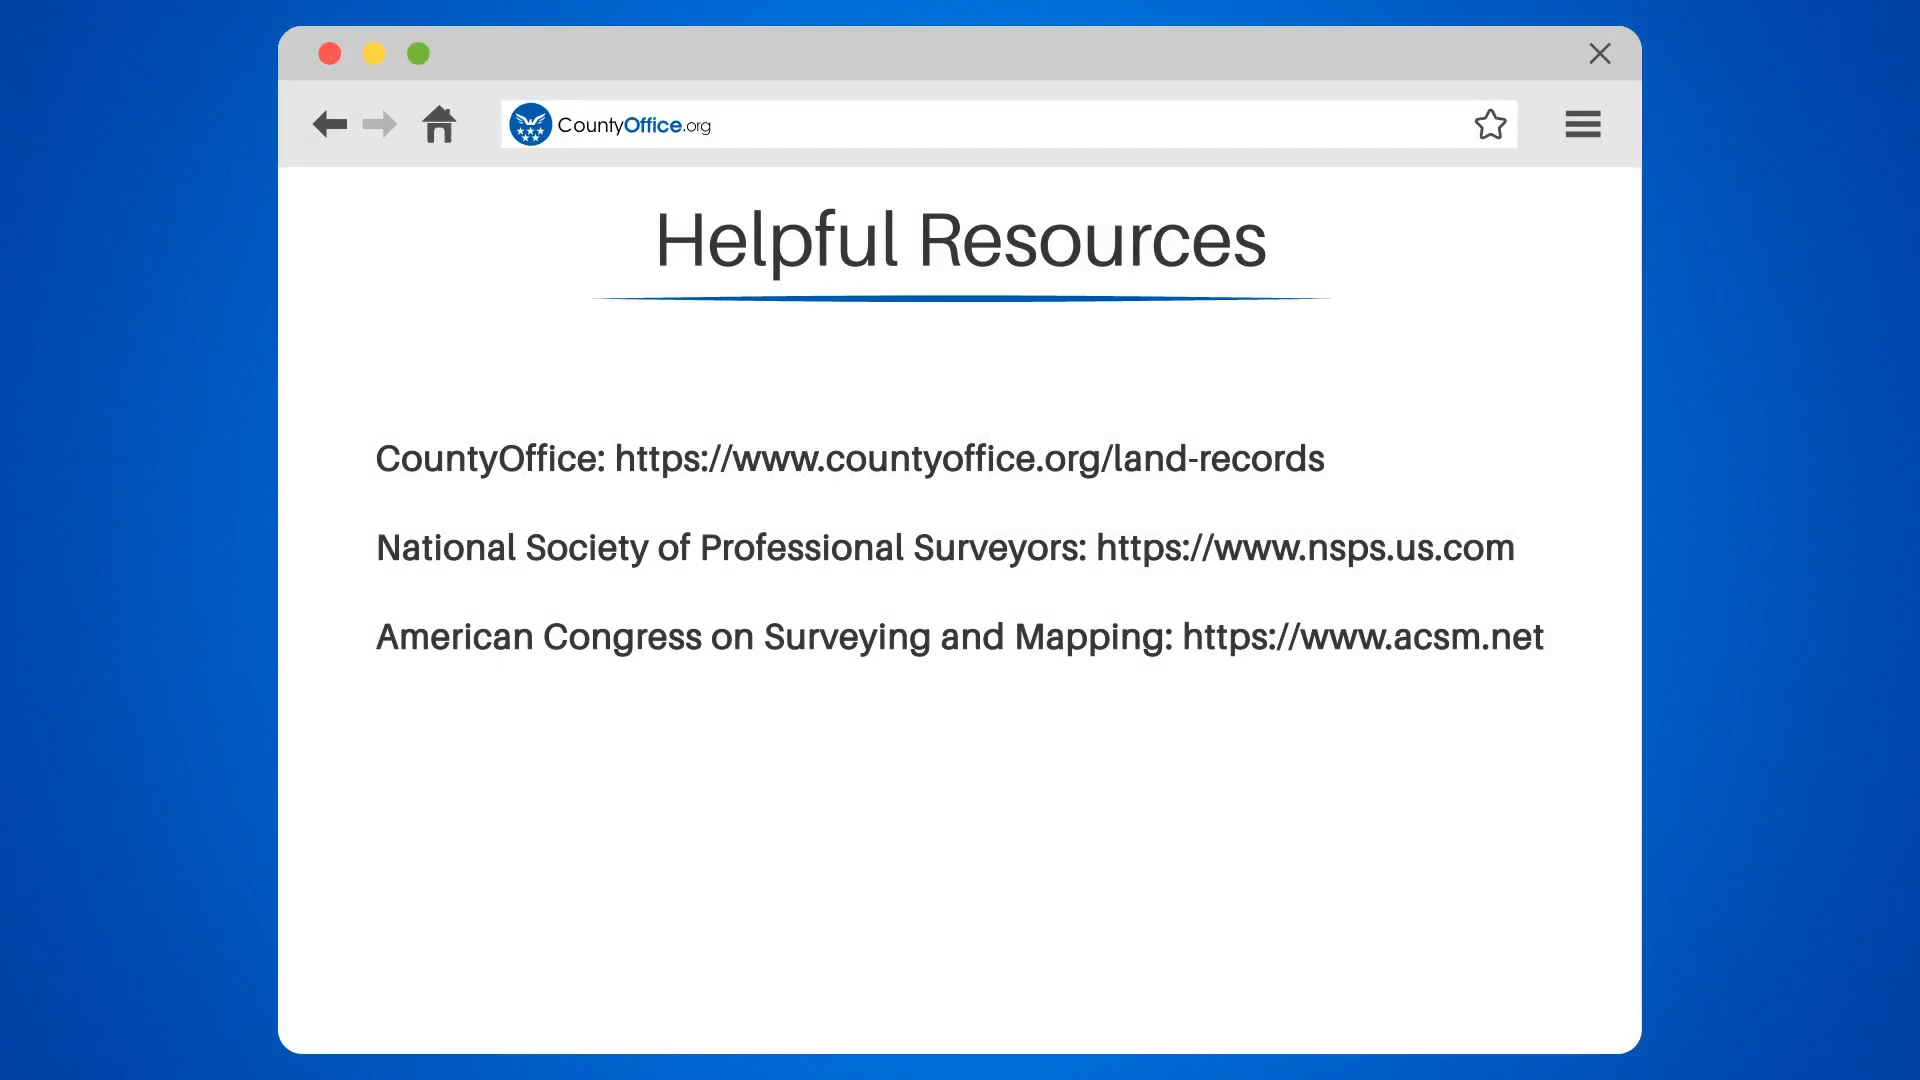 CountyOffice.org
Helpful Resources
CountyOffice: https://www.countyoffice.org/land-records
National Society of Professional Surveyors: https://www.nsps.us.com
American Congress on Surveying and Mapping: https://www.acsm.net